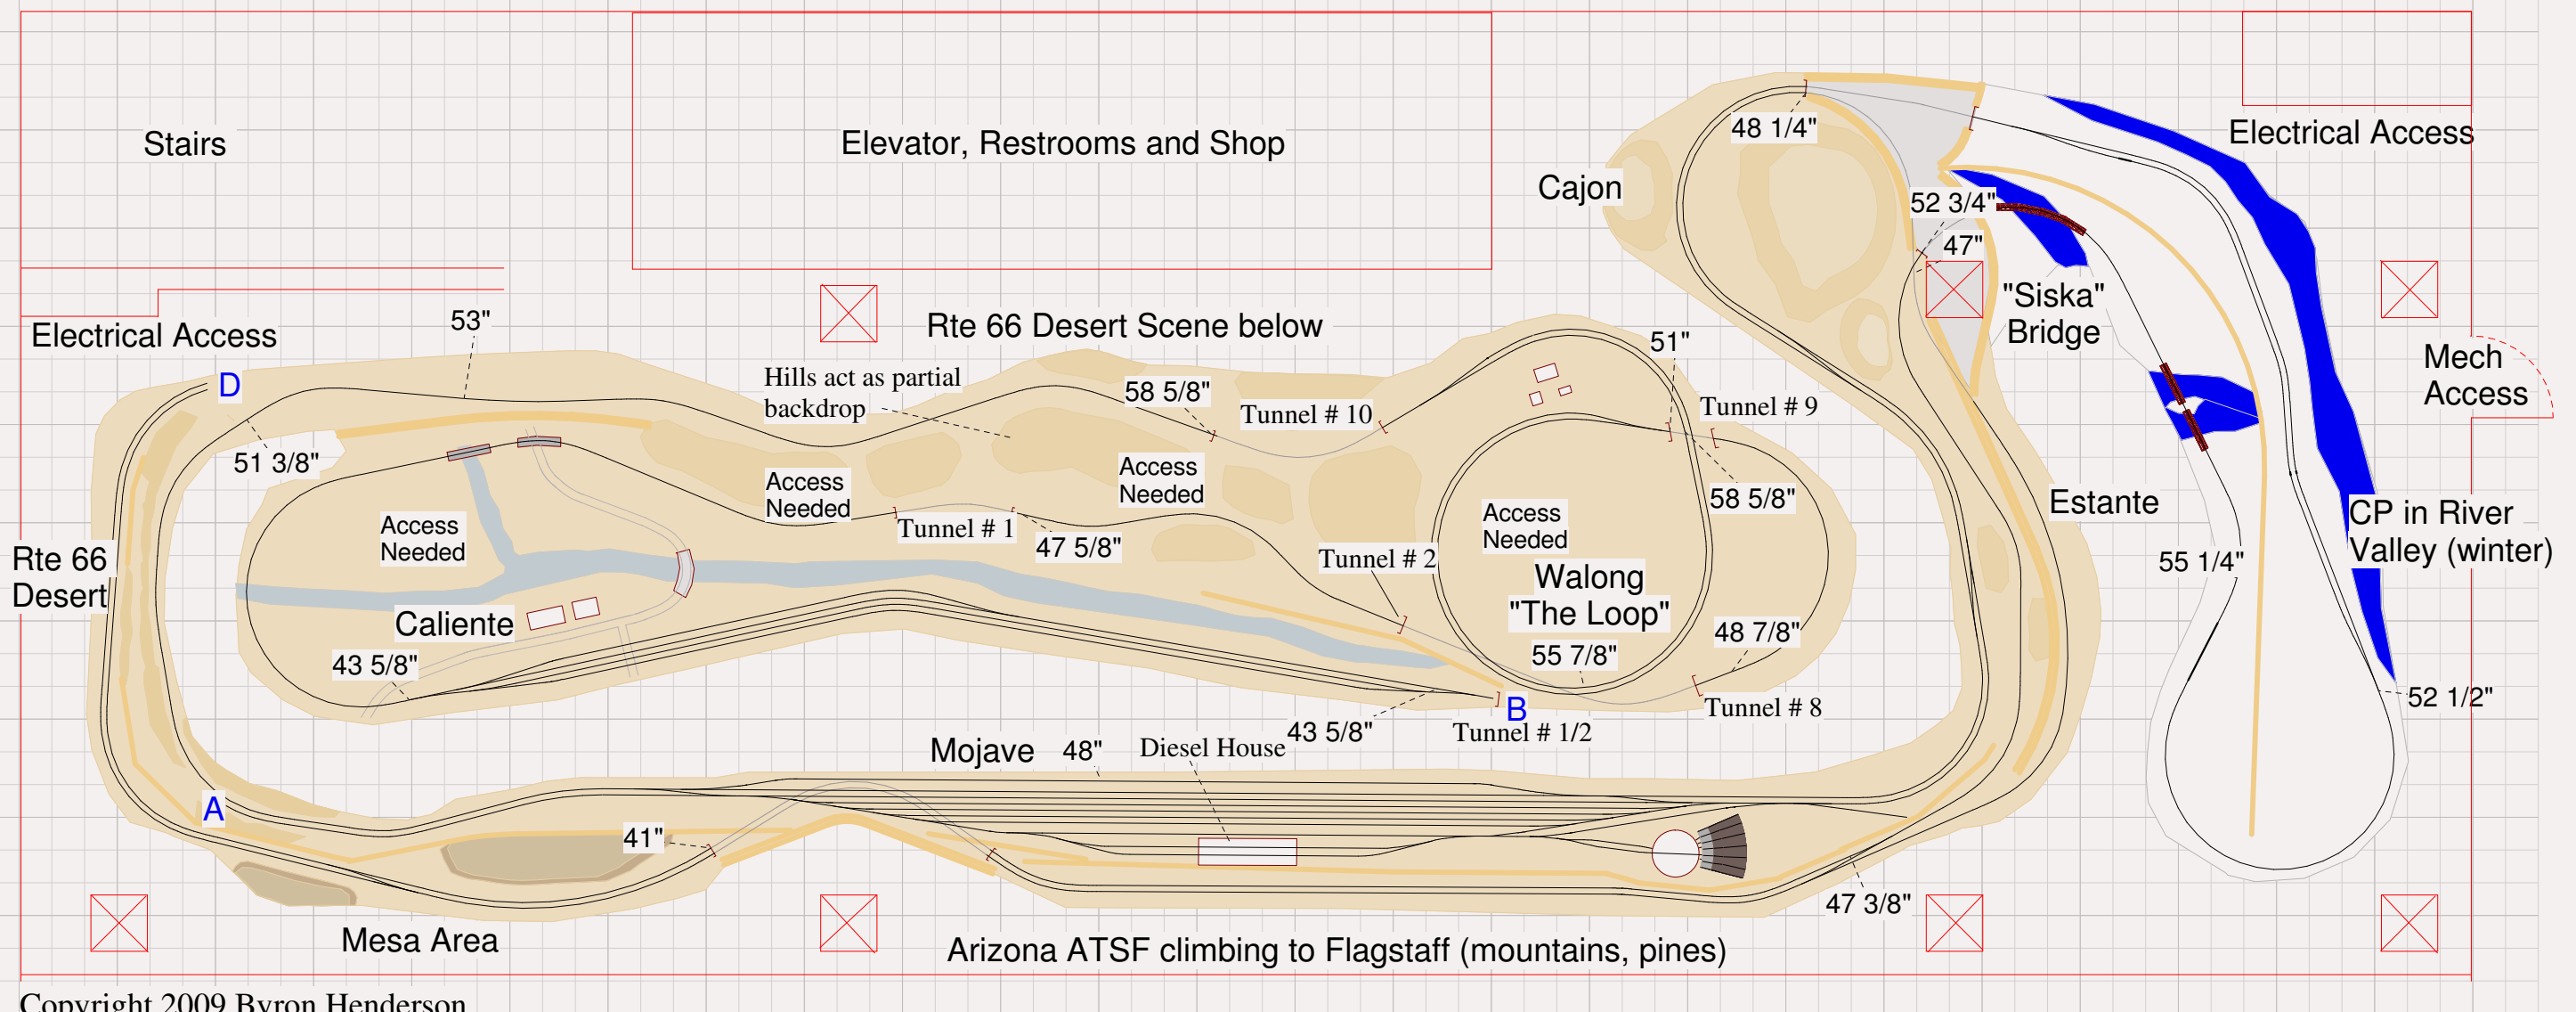 48 1/4"
Electrical Access
Stairs
Elevator, Restrooms and Shop
Cajon
52 3/4"
47"
"Siska"
Bridge
Electrical Access
53"
Rte 66 Desert Scene below
51"
Mech
Access
D
Hills act as partial
backdrop
58 5/8"
Tunnel # 10
Tunnel # 9
51 3/8"
Access
Needed
Access
Needed
58 5/8"
Estante
Access
Needed
Tunnel # 1
47 5/8"
Access
Needed
CP in River
Valley (winter)
Rte 66
Desert
Tunnel # 2
Walong
"The Loop"
55 1/4"
Caliente
43 5/8"
55 7/8"
48 7/8"
52 1/2"
B
Tunnel # 8
43 5/8"
Tunnel # 1/2
Mojave
48"
Diesel House
A
41"
47 3/8"
Mesa Area
Arizona ATSF climbing to Flagstaff (mountains, pines)
Copyright 2009 Byron Henderson